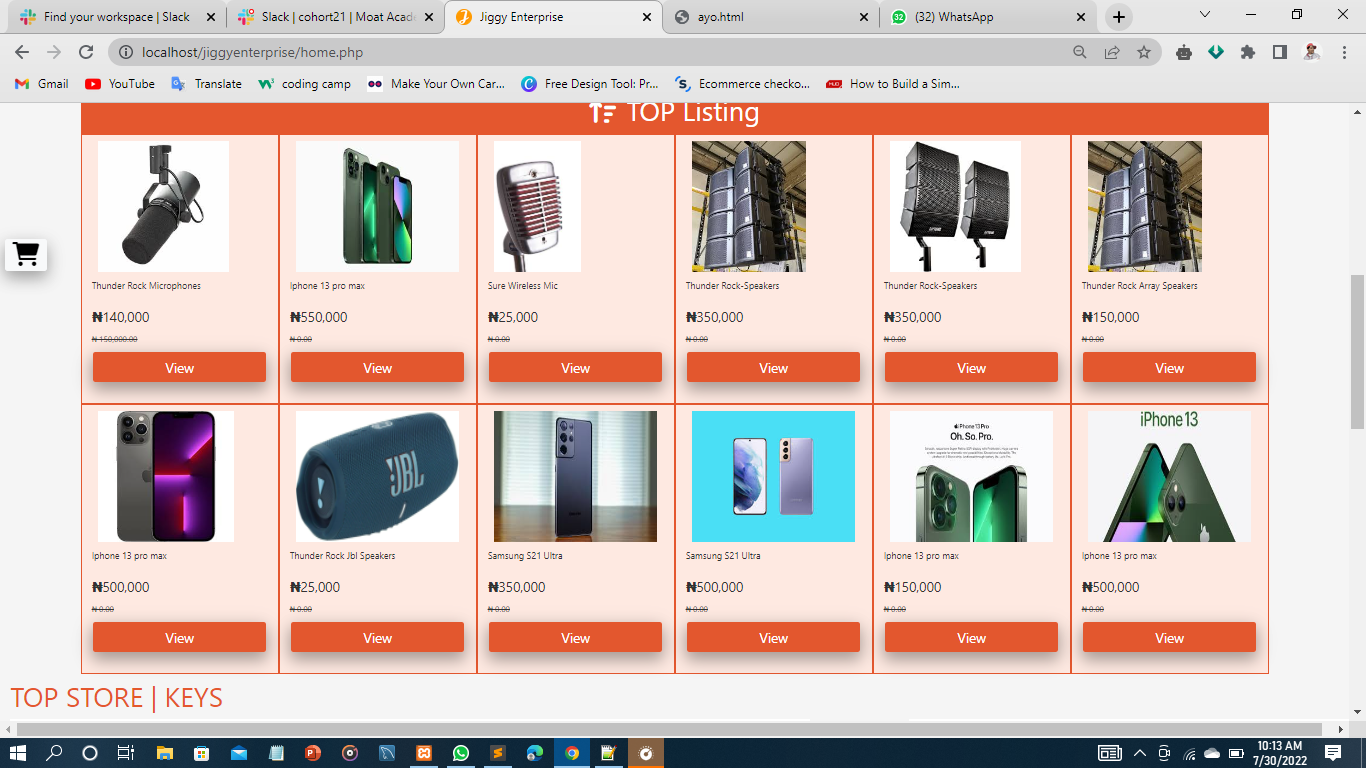 Find your workspace | Slack
Slack | cohort21 | Moat Acade
Jiggy Enterprise
ayo.html
32
(32) WhatsApp
localhost/jiggyenterprise/home.php
Gmail
YouTube
Translate
coding camp
Make Your Own Car...
Free Design Tool: Pr...
Ecommerce checko...
How to Build a Sim...
TOP Listing
Thunder Rock Microphones
Iphone 13 pro max
Sure Wireless Mic
Thunder Rock-Speakers
Thunder Rock-Speakers
Thunder Rock Array Speakers
₦140,000
₦550,000
₦25,000
₦350,000
₦350,000
₦150,000
₦ 150,000.00
₦ 0.00
₦ 0.00
₦ 0.00
₦ 0.00
₦ 0.00
View
View
View
View
View
View
JBL
iPhone 13 Pro
Oh. So. Pro.
iPhone 13
Iphone 13 pro max
Thunder Rock Jbl Speakers
Samsung S21 Ultra
Samsung S21 Ultra
Iphone 13 pro max
Iphone 13 pro max
₦500,000
₦25,000
₦350,000
₦500,000
₦150,000
₦500,000
₦ 0.00
₦ 0.00
₦ 0.00
₦ 0.00
₦ 0.00
₦ 0.00
View
View
View
View
View
View
TOP STORE | KEYS
10:13 AM
7/30/2022